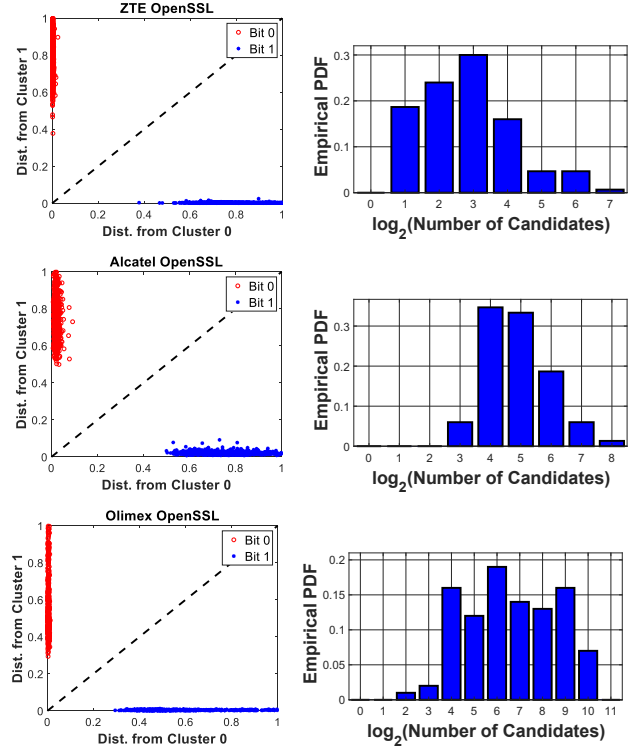 ZTE OpenSSL
1
0.8
0.6
0.4
0.2
0
Dist. from Cluster 1
Bit 0
Bit 1
0 0.2 0.4 0.6 0.8 1
Dist. from Cluster 0
0.3
0.2
0.1
0
Empirical PDF
0 1 2 3 4 5 6 7
log2(Number of Candidates)
Alcatel OpenSSL
1
0.8
0.6
0.4
0.2
0
Dist. from Cluster 1
Bit 0
Bit 1
0 0.2 0.4 0.6 0.8 1
Dist. from Cluster 0
0.3
0.2
0.1
0
Empirical PDF
0 1 2 3 4 5 6 7 8
log2(Number of Candidates)
Olimex OpenSSL
1
0.8
0.6
0.4
0.2
0
Dist. from Cluster 1
Bit 0
Bit 1
0 0.2 0.4 0.6 0.8 1
Dist. from Cluster 0
0.2
0.15
0.1
0.05
0
Empirical PDF
0 1 2 3 4 5 6 7 8 9 10 11
log2(Number of Candidates)